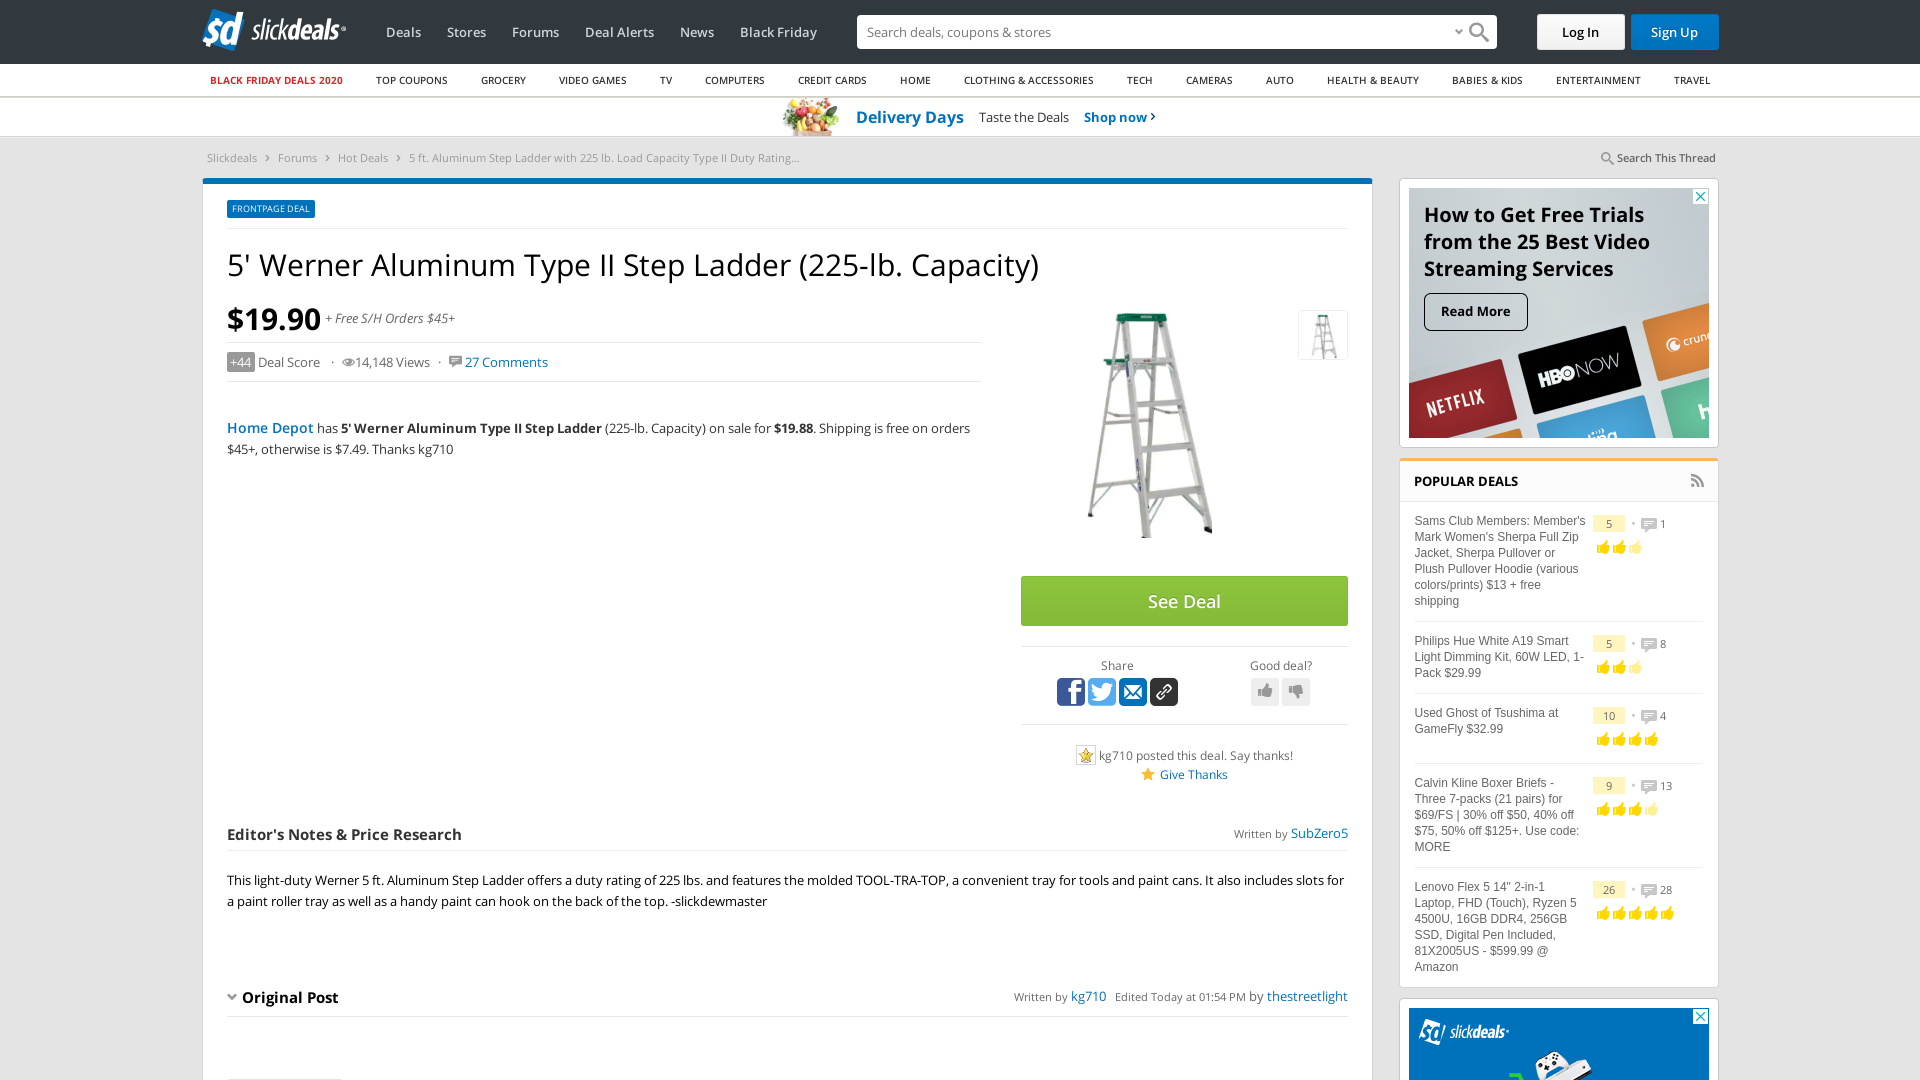 slickdeals
Deals
Stores
Forums
Deal Alerts
News
Black Friday
Search deals, coupons & stores
Log In
Sign Up
BLACK FRIDAY DEALS 2020
TOP COUPONS
GROCERY
VIDEO GAMES
TV
COMPUTERS
CREDIT CARDS
HOME
CLOTHING & ACCESSORIES
TECH
CAMERAS
AUTO
HEALTH & BEAUTY
BABIES & KIDS
ENTERTAINMENT
TRAVEL
Delivery Days Taste the Deals Shop now
Slickdeals › Forums › Hot Deals › 5 ft. Aluminum Step Ladder with 225 lb. Load Capacity Type II Duty Rating...
Search This Thread
FRONTPAGE DEAL
5' Werner Aluminum Type II Step Ladder (225-lb. Capacity)
$19.90 + Free S/H Orders $45+
+44 Deal Score · 14,148 Views · 27 Comments
Home Depot has 5' Werner Aluminum Type II Step Ladder (225-lb. Capacity) on sale for $19.88. Shipping is free on orders
$45+, otherwise is $7.49. Thanks kg710
See Deal
Share
Good deal?
kg710 posted this deal. Say thanks!
Give Thanks
Editor's Notes & Price Research
Written by SubZero5
This light-duty Werner 5 ft. Aluminum Step Ladder offers a duty rating of 225 lbs. and features the molded TOOL-TRA-TOP, a convenient tray for tools and paint cans. It also includes slots for
a paint roller tray as well as a handy paint can hook on the back of the top. -slickdewmaster
Original Post
Written by kg710 Edited Today at 01:54 PM by thestreetlight
How to Get Free Trials
from the 25 Best Video
Streaming Services
Read More
NETFLIX
HBO NOW
POPULAR DEALS
Sams Club Members: Member's
Mark Women's Sherpa Full Zip
Jacket, Sherpa Pullover or
Plush Pullover Hoodie (various
colors/prints) $13 + free
shipping
5 • 1
Philips Hue White A19 Smart
Light Dimming Kit, 60W LED, 1-
Pack $29.99
5 • 8
Used Ghost of Tsushima at
GameFly $32.99
10 • 4
Calvin Kline Boxer Briefs -
Three 7-packs (21 pairs) for
$69/FS | 30% off $50, 40% off
$75, 50% off $125+. Use code:
MORE
9 • 13
Lenovo Flex 5 14" 2-in-1
Laptop, FHD (Touch), Ryzen 5
4500U, 16GB DDR4, 256GB
SSD, Digital Pen Included,
81X2005US - $599.99 @
Amazon
26 • 28
slickdeals